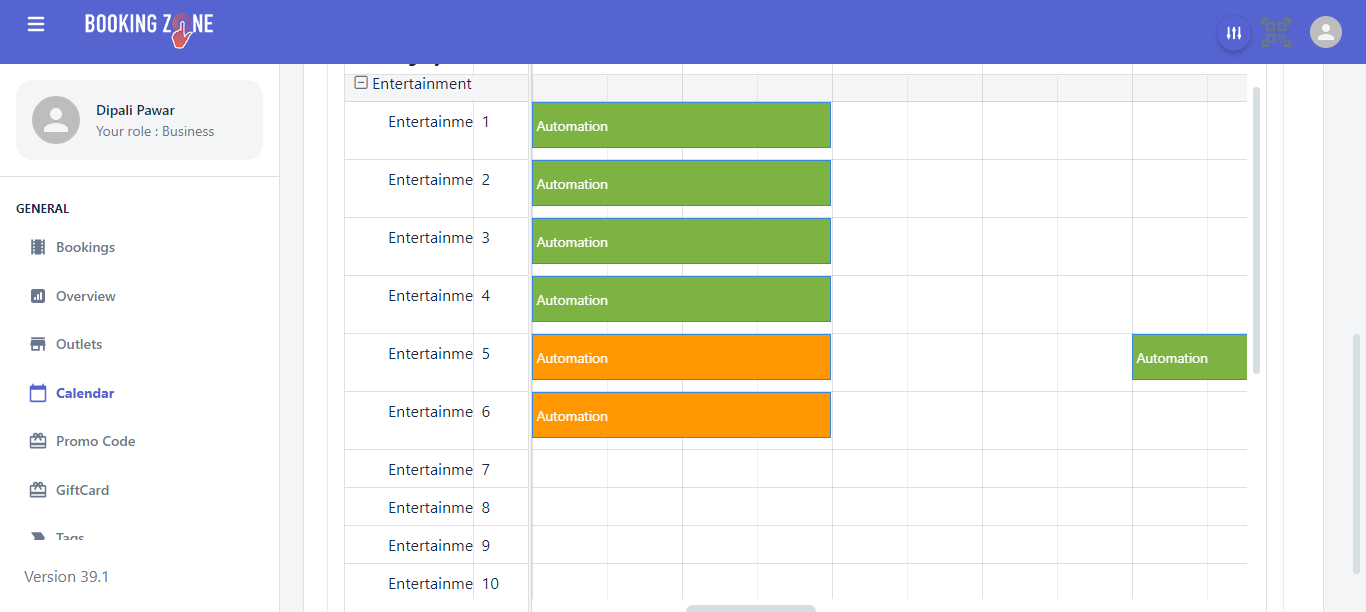 BOOKING ZONE
Dipali Pawar
Your role : Business
GENERAL
Bookings
Overview
Outlets
Calendar
Promo Code
GiftCard
Tags
Version 39.1
Entertainment
Entertainme 1 Automation
Entertainme 2 Automation
Entertainme 3 Automation
Entertainme 4 Automation
Entertainme 5 Automation Automation
Entertainme 6 Automation
Entertainme 7
Entertainme 8
Entertainme 9
Entertainme 10